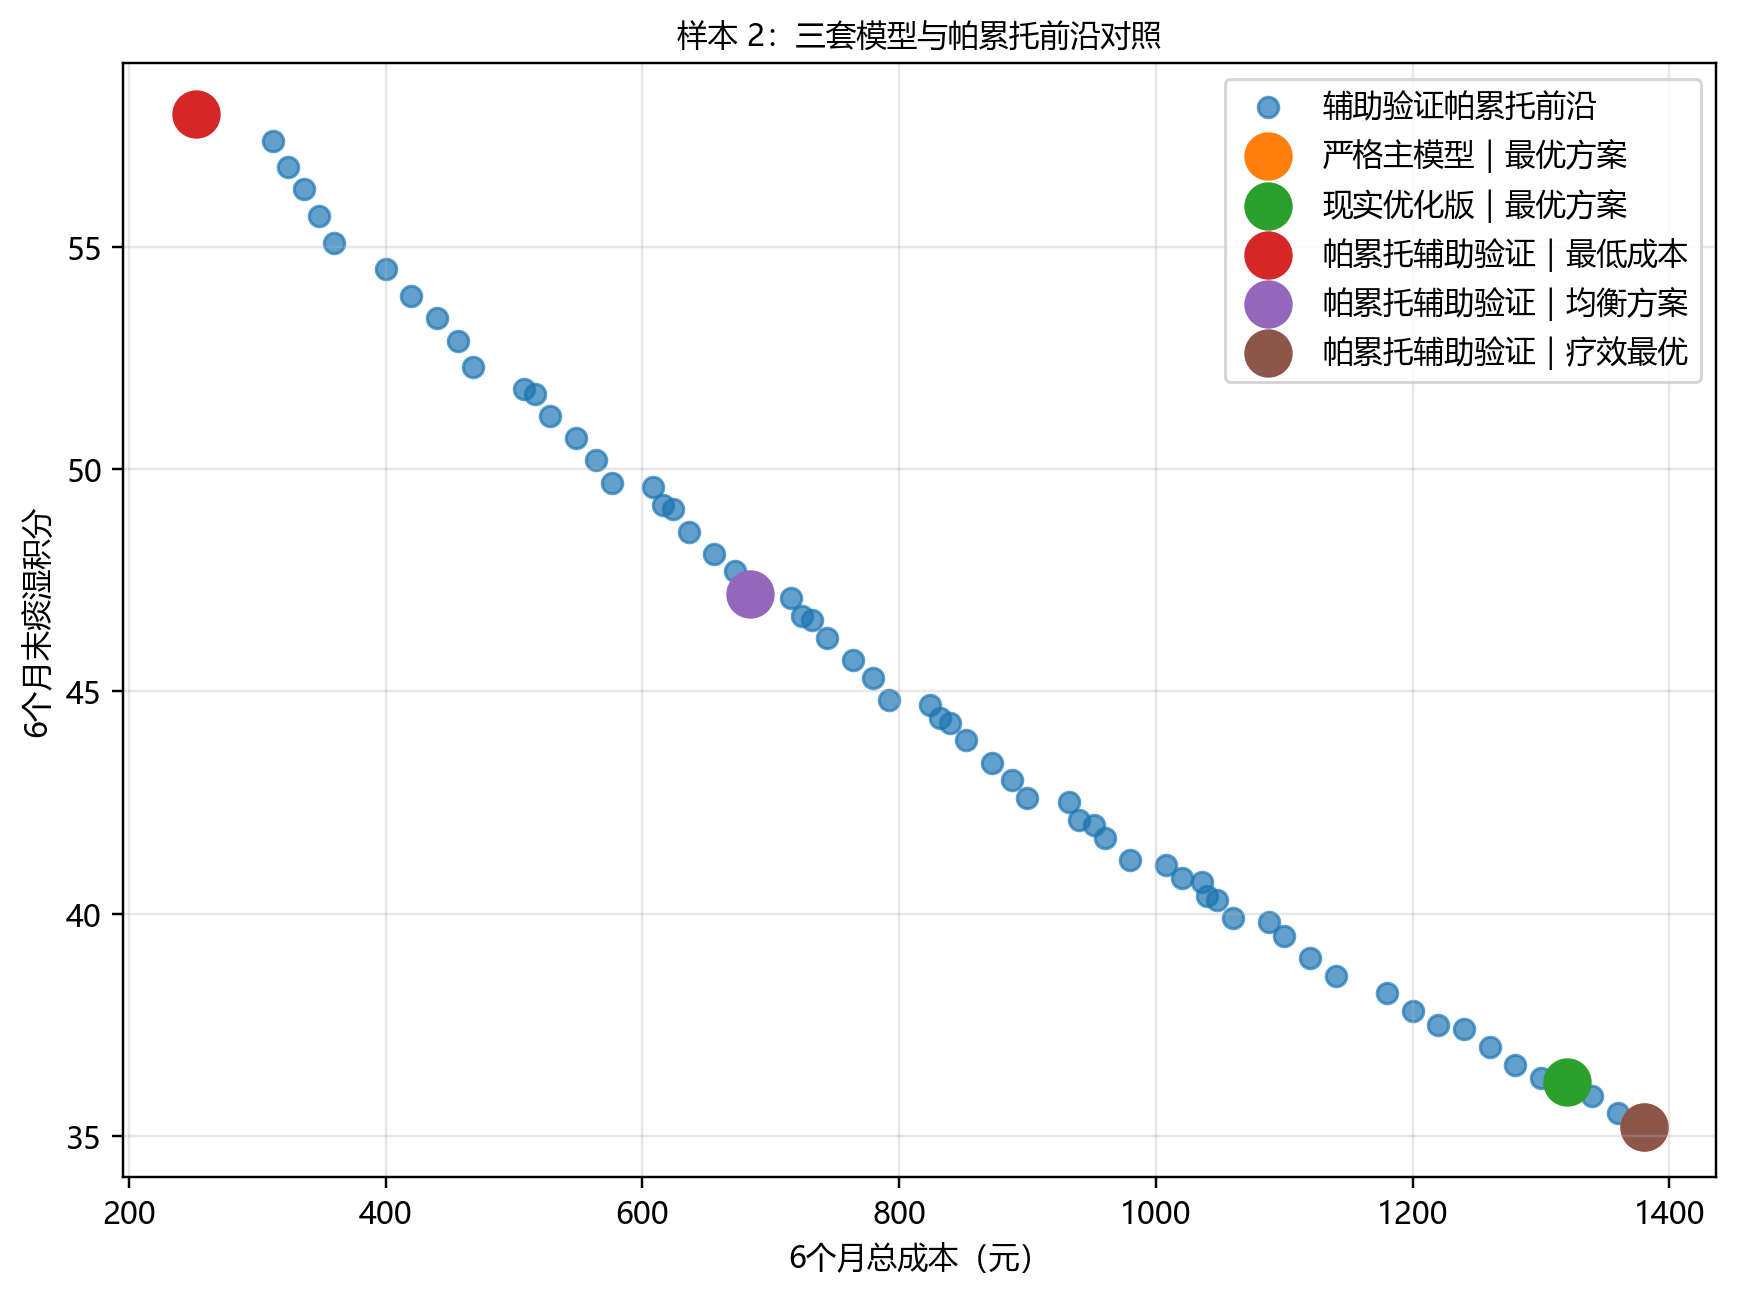 样本 2：三套模型与帕累托前沿对照
辅助验证帕累托前沿
严格主模型｜最优方案
现实优化版｜最优方案
帕累托辅助验证｜最低成本
帕累托辅助验证｜均衡方案
帕累托辅助验证｜疗效最优
6个月末痰湿积分
55
50
45
40
35
200 400 600 800 1000 1200 1400
6个月总成本（元）